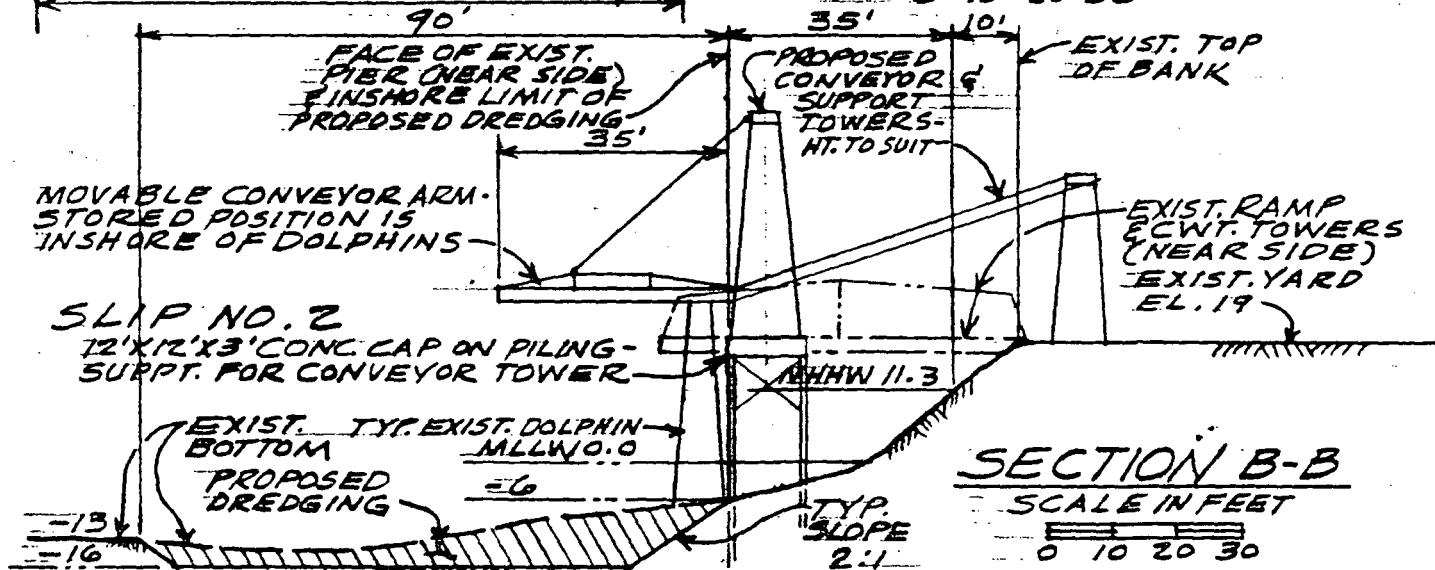 90'
35'
10'
FACE OF EXIST.
PIER (NEAR SIDE)
& INSHORE LIMIT OF
PROPOSED DREDGING
35'
PROPOSED
CONVEYOR &
SUPPORT
TOWERS-
HT. TO SUIT
EXIST. TOP
OF BANK
MOVABLE CONVEYOR ARM-
STORED POSITION IS
INSHORE OF DOLPHINS
EXIST. RAMP
& CWT. TOWERS
(NEAR SIDE)
EXIST. YARD
EL. 19
SLIP NO. 2
12'X12'X3' CONC. CAP ON PILING-
SUPPT. FOR CONVEYOR TOWER
MHHW 11.3
EXIST.
BOTTOM
TYP. EXIST. DOLPHIN
MLLW 0.0
-6
PROPOSED
DREDGING
-13
-16
TYP.
SLOPE
2:1
SECTION B-B
SCALE IN FEET
0 10 20 30